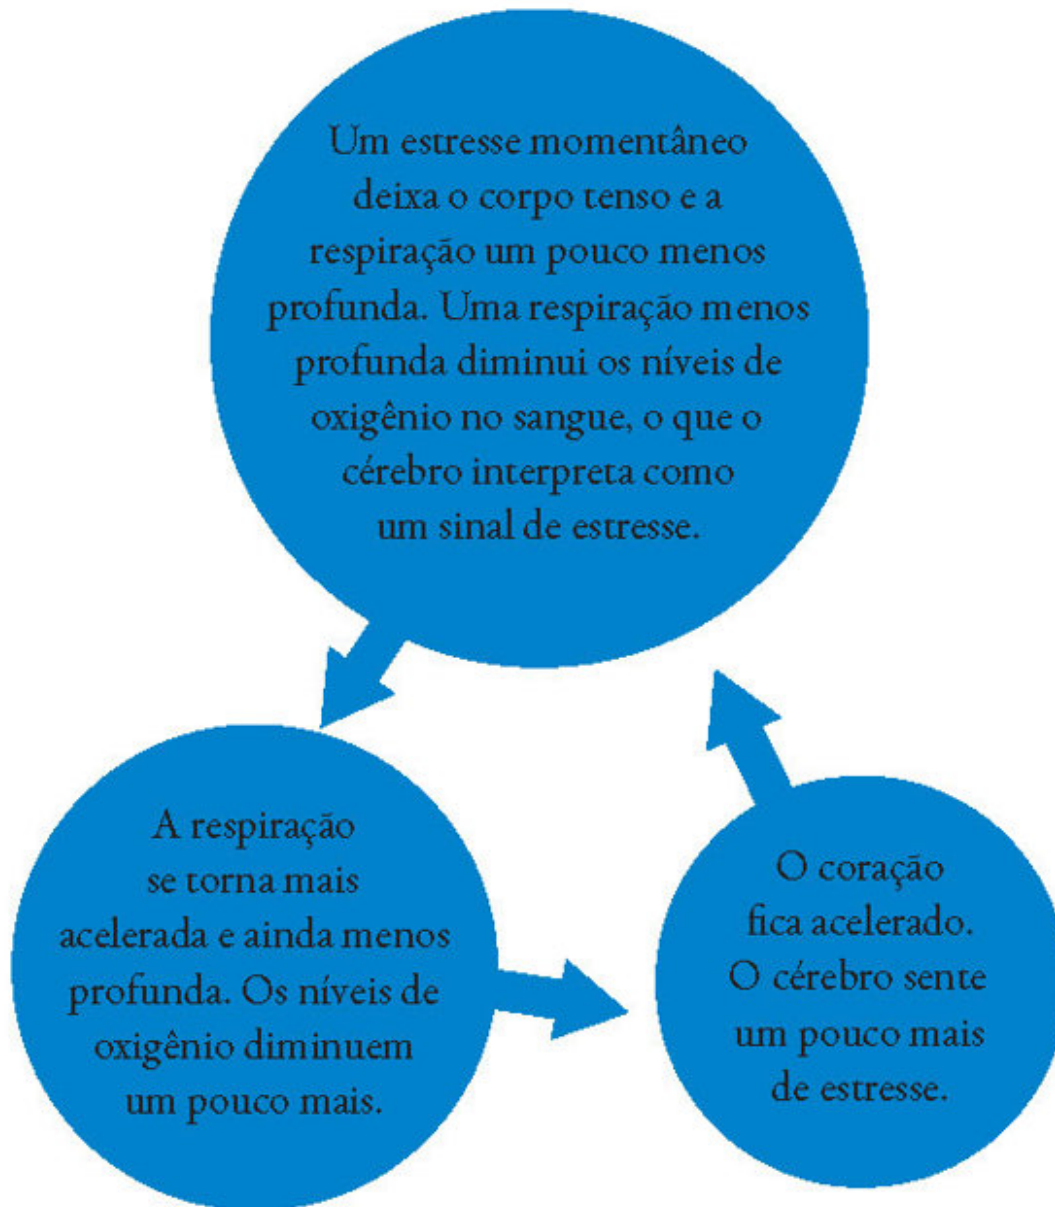 Um estresse momentâneo
deixa o corpo tenso e a
respiração um pouco menos
profunda. Uma respiração menos
profunda diminui os níveis de
oxigênio no sangue, o que o
cérebro interpreta como
um sinal de estresse.
A respiração
se torna mais
acelerada e ainda menos
profunda. Os níveis de
oxigênio diminuem
um pouco mais.
O coração
fica acelerado.
O cérebro sente
um pouco mais
de estresse.